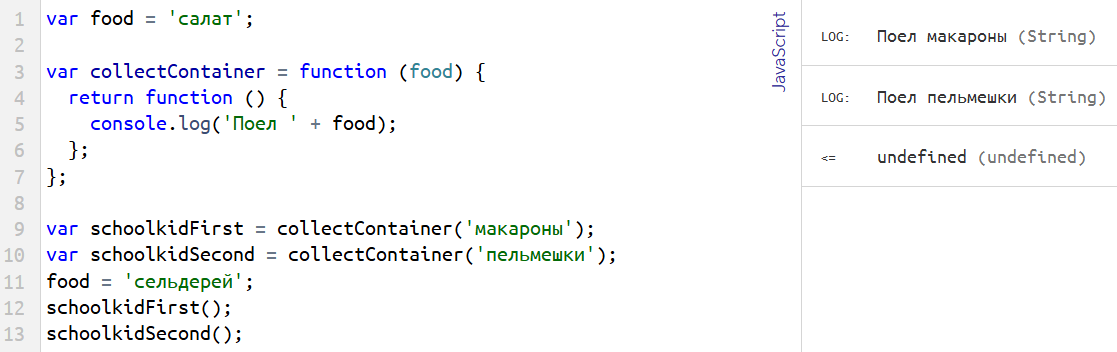 1 var food = 'салат';
2
3 var collectContainer = function (food) {
4   return function () {
5     console.log('Поел ' + food);
6   };
7 };
8
9 var schoolkidFirst = collectContainer('макароны');
10 var schoolkidSecond = collectContainer('пельмешки');
11 food = 'сельдерей';
12 schoolkidFirst();
13 schoolkidSecond();
JavaScript
LOG: Поел макароны (String)
LOG: Поел пельмешки (String)
<= undefined (undefined)